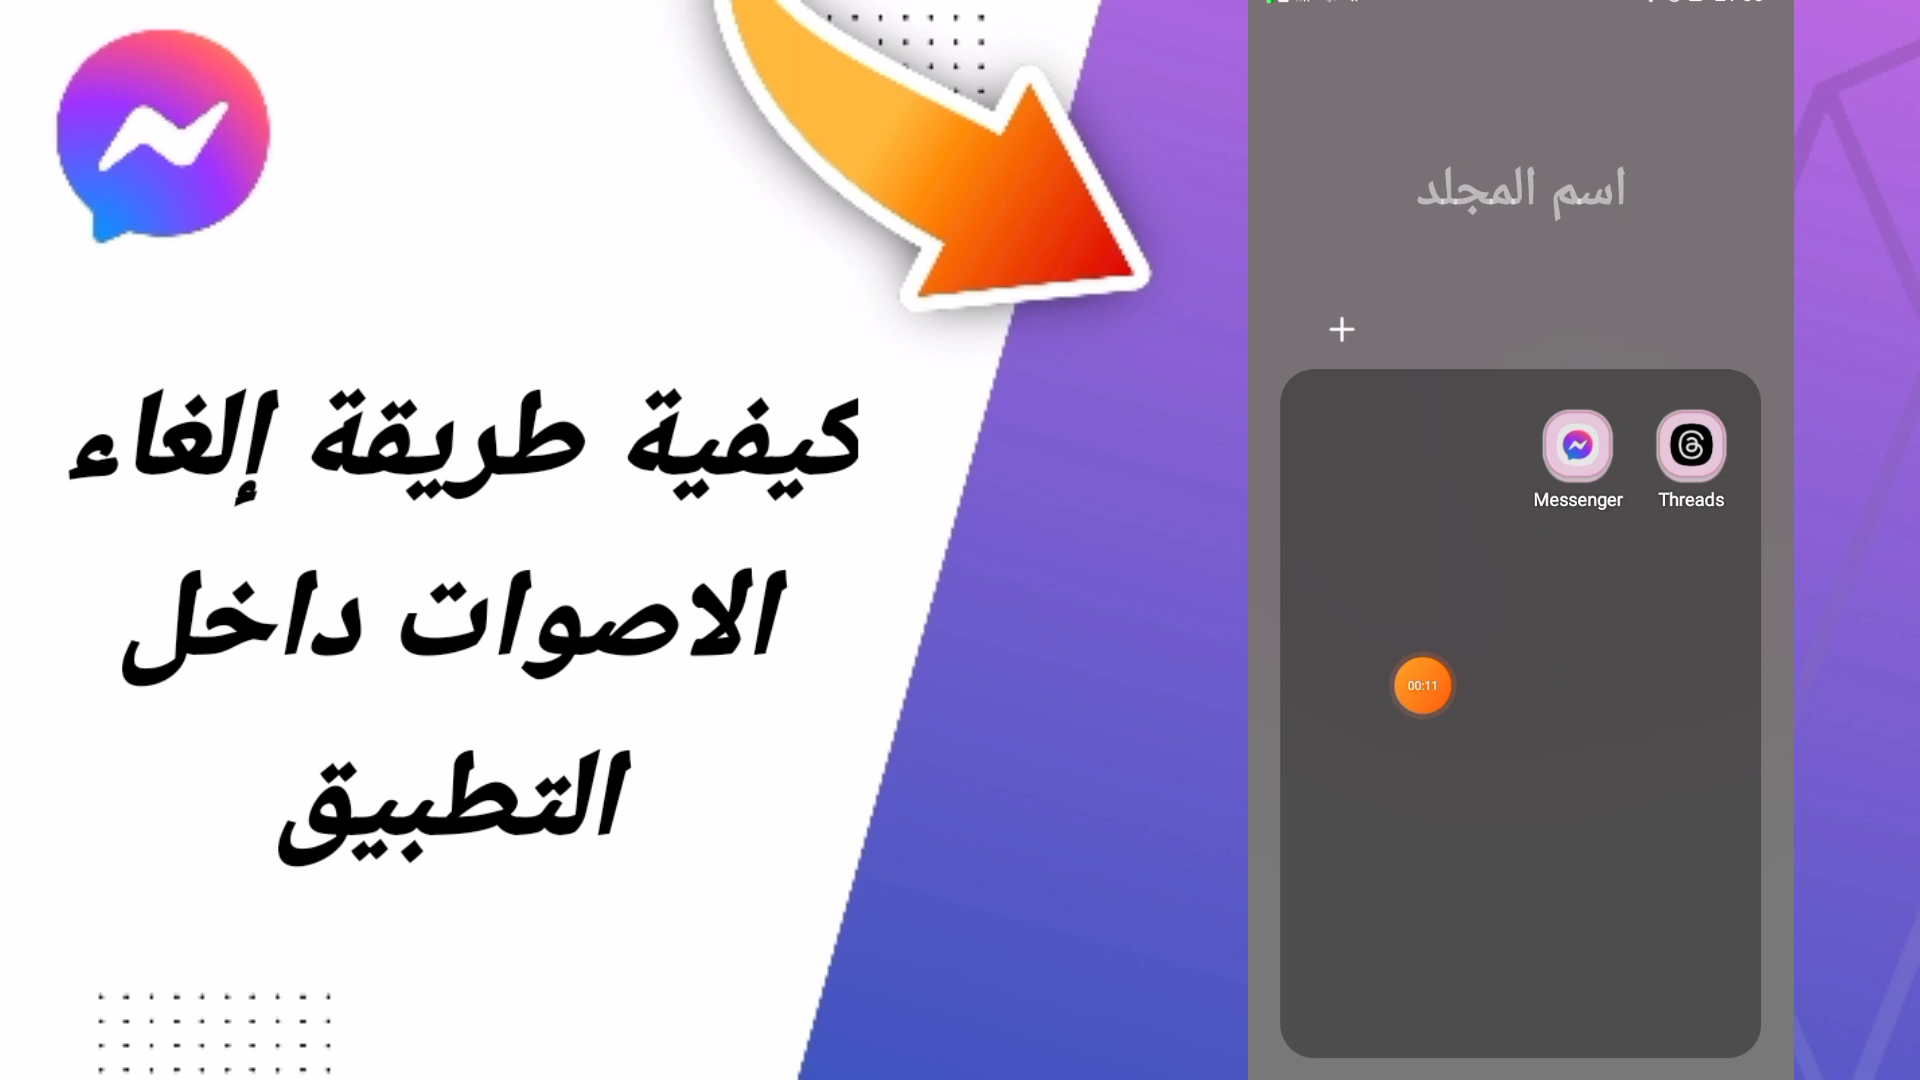 كيفية طريقة إلغاء
الاصوات داخل
التطبيق
اسم المجلد
Messenger
Threads
00:11